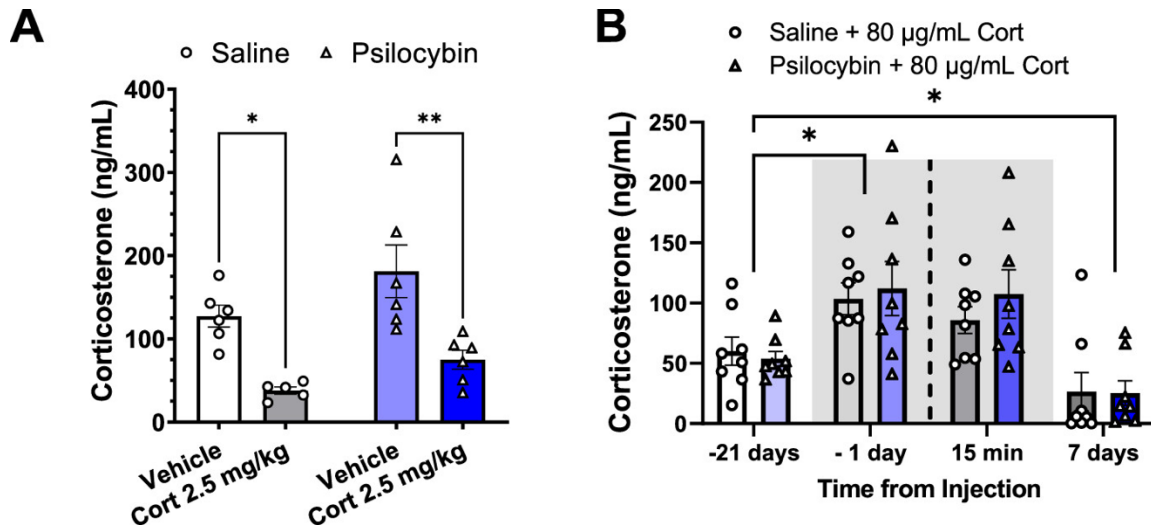 A
○ Saline △ Psilocybin
Corticosterone (ng/mL)
400
300
200
100
0
*
**
Vehicle
Cort 2.5 mg/kg
Vehicle
Cort 2.5 mg/kg
B
○ Saline + 80 µg/mL Cort
△ Psilocybin + 80 µg/mL Cort
Corticosterone (ng/mL)
250
200
150
100
50
0
*
*
-21 days
- 1 day
15 min
7 days
Time from Injection